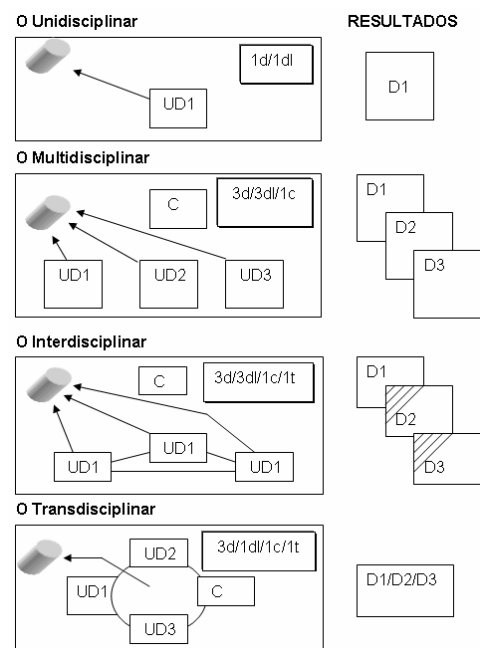 O Unidisciplinar
RESULTADOS
1d/1dl
UD1
D1
O Multidisciplinar
C
3d/3dl/1c
UD1
UD2
UD3
D1
D2
D3
O Interdisciplinar
C
3d/3dl/1c/1t
UD1
UD1
UD1
D1
D2
D3
O Transdisciplinar
UD2
3d/1dl/1c/1t
UD1
C
UD3
D1/D2/D3